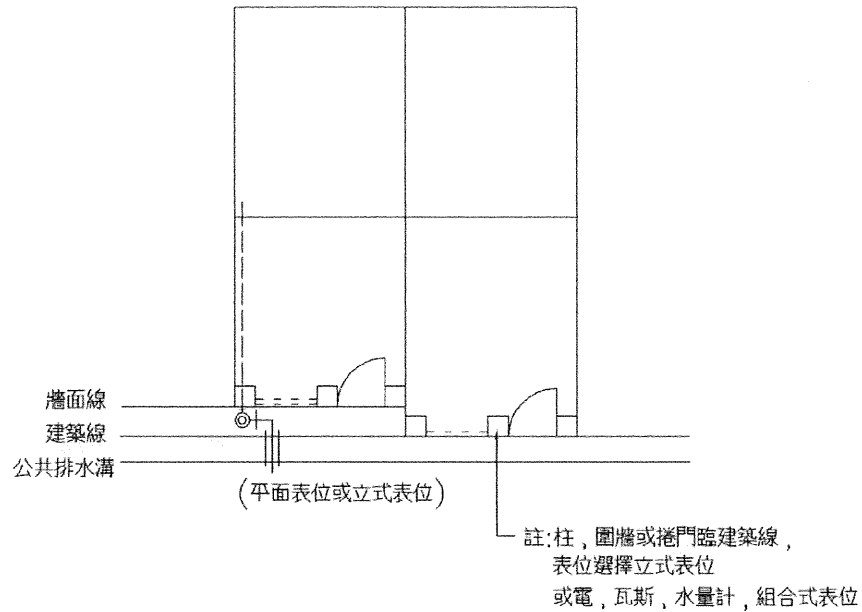 牆面線
建築線
公共排水溝
(平面表位或立式表位)
註:柱,圍牆或捲門臨建築線,
表位選擇立式表位
或電,瓦斯,水量計,組合式表位